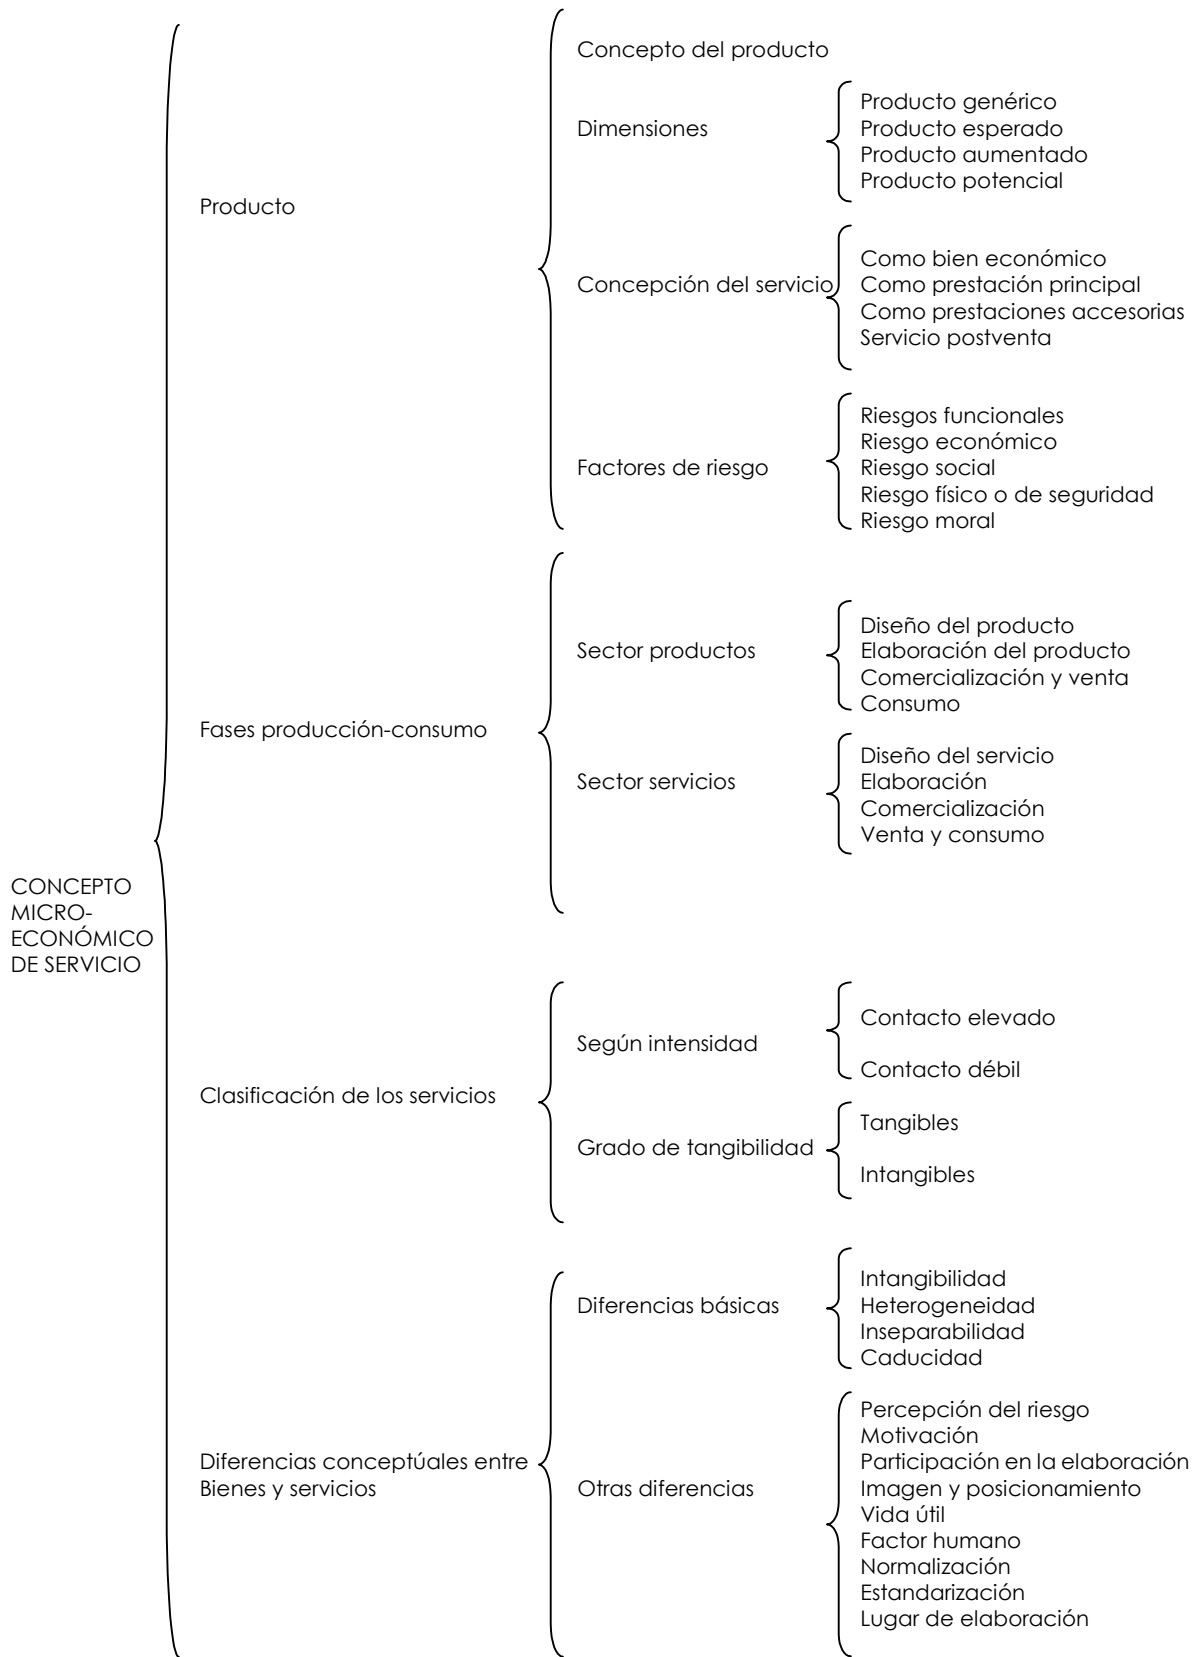 CONCEPTO
MICRO-
ECONÓMICO
DE SERVICIO
Producto
Concepto del producto
Dimensiones
Producto genérico
Producto esperado
Producto aumentado
Producto potencial
Concepción del servicio
Como bien económico
Como prestación principal
Como prestaciones accesorias
Servicio postventa
Factores de riesgo
Riesgos funcionales
Riesgo económico
Riesgo social
Riesgo físico o de seguridad
Riesgo moral
Fases producción-consumo
Sector productos
Diseño del producto
Elaboración del producto
Comercialización y venta
Consumo
Sector servicios
Diseño del servicio
Elaboración
Comercialización
Venta y consumo
Clasificación de los servicios
Según intensidad
Contacto elevado
Contacto débil
Grado de tangibilidad
Tangibles
Intangibles
Diferencias conceptúales entre
Bienes y servicios
Diferencias básicas
Intangibilidad
Heterogeneidad
Inseparabilidad
Caducidad
Otras diferencias
Percepción del riesgo
Motivación
Participación en la elaboración
Imagen y posicionamiento
Vida útil
Factor humano
Normalización
Estandarización
Lugar de elaboración